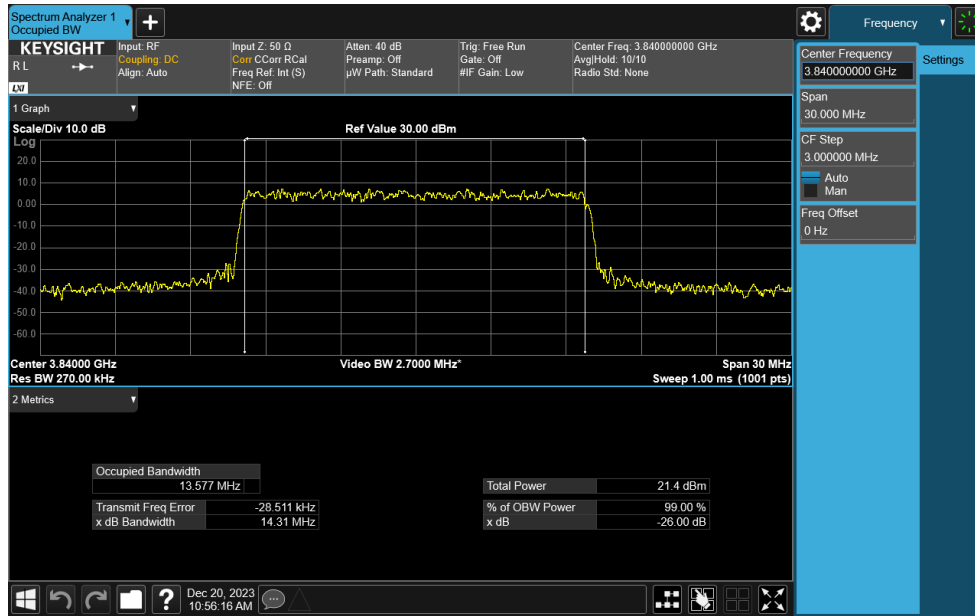 Spectrum Analyzer 1
Occupied BW
Frequency
KEYSIGHT
R L
LXI
Input: RF
Coupling: DC
Align: Auto
Input Z: 50 Ω
Corr CCorr RCal
Freq Ref: Int (S)
NFE: Off
Atten: 40 dB
Preamp: Off
µW Path: Standard
Trig: Free Run
Gate: Off
#IF Gain: Low
Center Freq: 3.840000000 GHz
Avg|Hold: 10/10
Radio Std: None
Center Frequency
3.840000000 GHz
Settings
Span
30.000 MHz
CF Step
3.000000 MHz
Auto
Man
Freq Offset
0 Hz
1 Graph
Scale/Div 10.0 dB
Ref Value 30.00 dBm
Log
20.0
10.0
0.00
-10.0
-20.0
-30.0
-40.0
-50.0
-60.0
Center 3.84000 GHz
Video BW 2.7000 MHz*
Span 30 MHz
Res BW 270.00 kHz
Sweep 1.00 ms (1001 pts)
2 Metrics
Occupied Bandwidth
13.577 MHz
Total Power 21.4 dBm
Transmit Freq Error -28.511 kHz
% of OBW Power 99.00 %
x dB Bandwidth 14.31 MHz
x dB -26.00 dB
?
Dec 20, 2023
10:56:16 AM